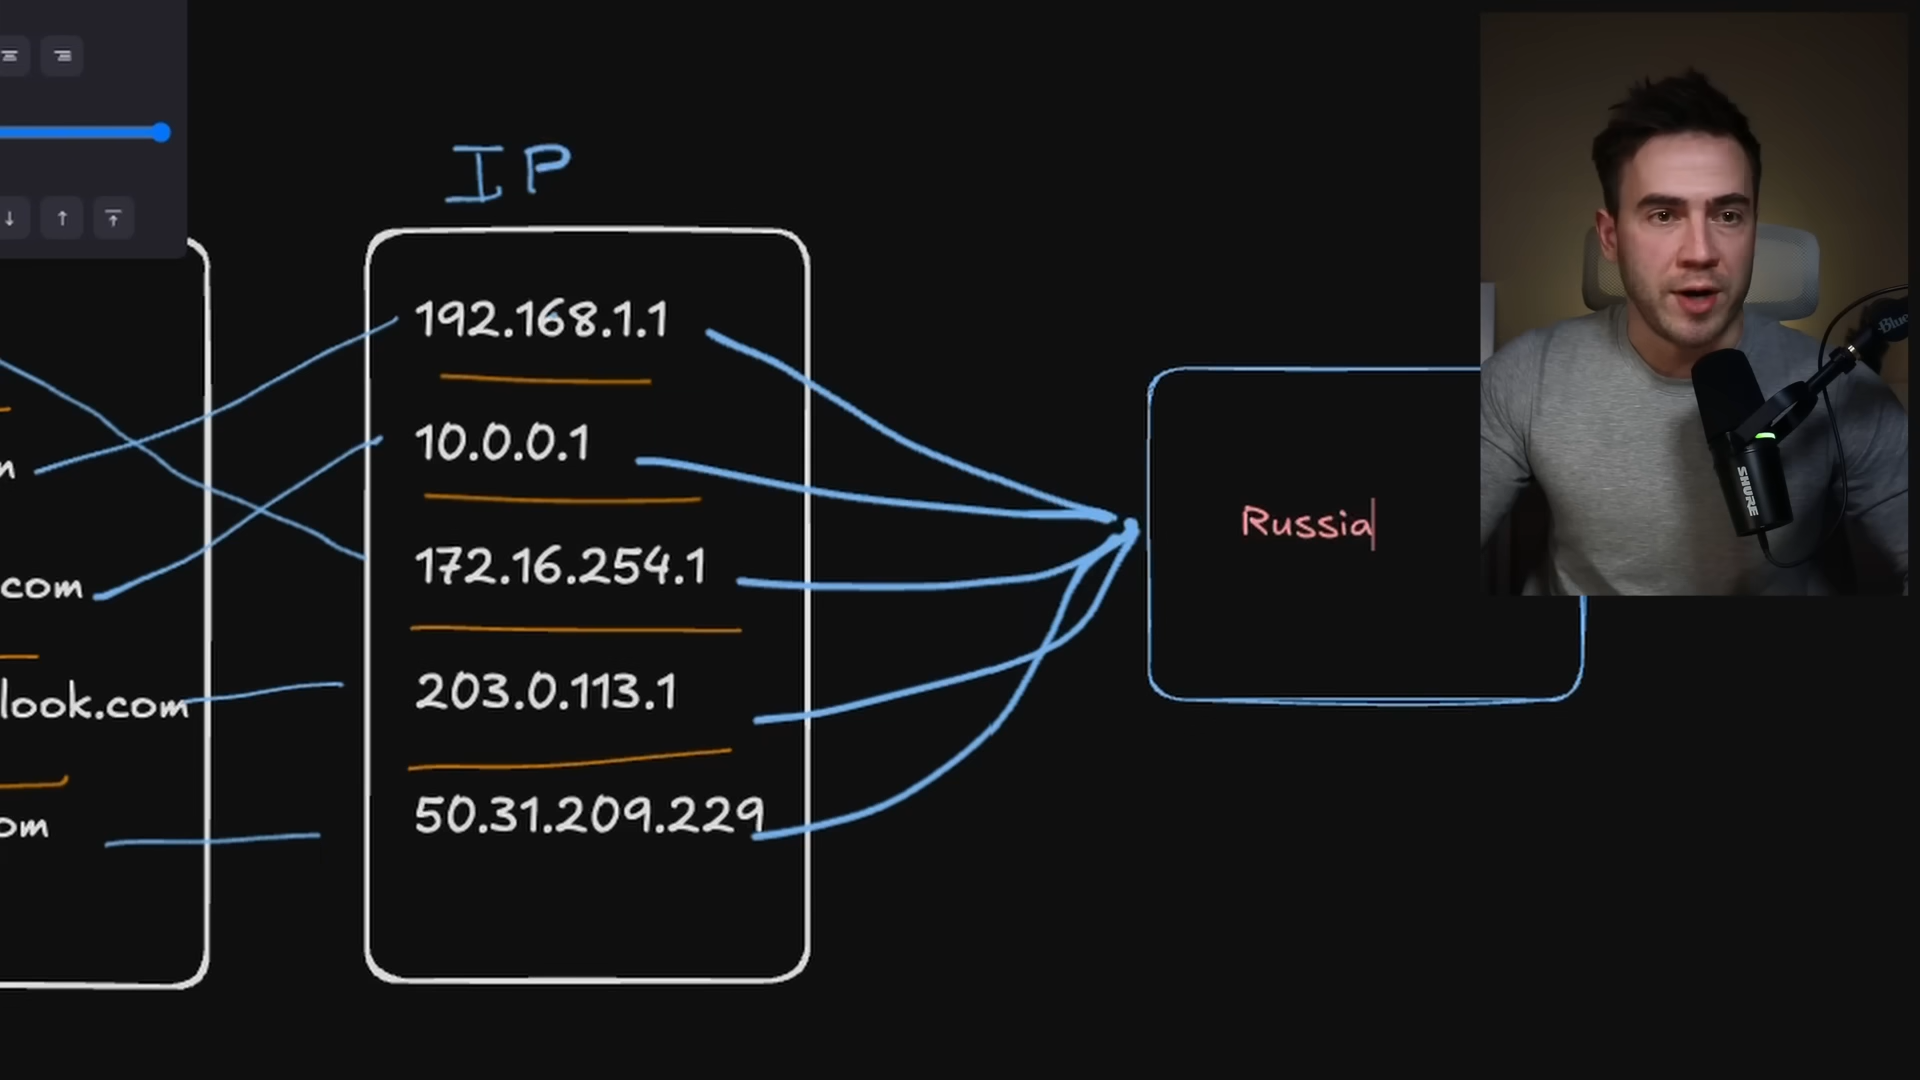 IP
192.168.1.1
10.0.0.1
172.16.254.1
203.0.113.1
50.31.209.229
n
.com
look.com
om
Russia
SHURE
Blue